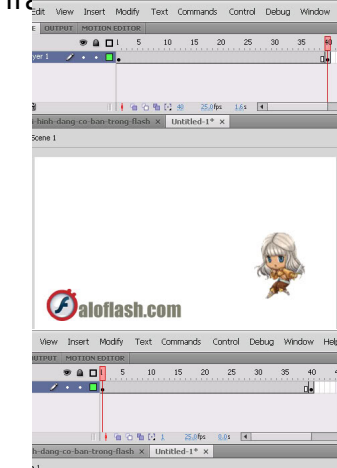 Edit View Insert Modify Text Commands Control Debug Window
OUTPUT MOTION EDITOR
1 5 10 15 20 25 30 35 40
yer 1
40 25.0fps 1.6s
-hinh-dang-co-ban-trong-flash × Untitled-1* ×
Scene 1
aloflash.com
View Insert Modify Text Commands Control Debug Window Help
OUTPUT MOTION EDITOR
1 5 10 15 20 25 30 35 40
1 25.0fps 0.0s
h-dang-co-ban-trong-flash × Untitled-1* ×